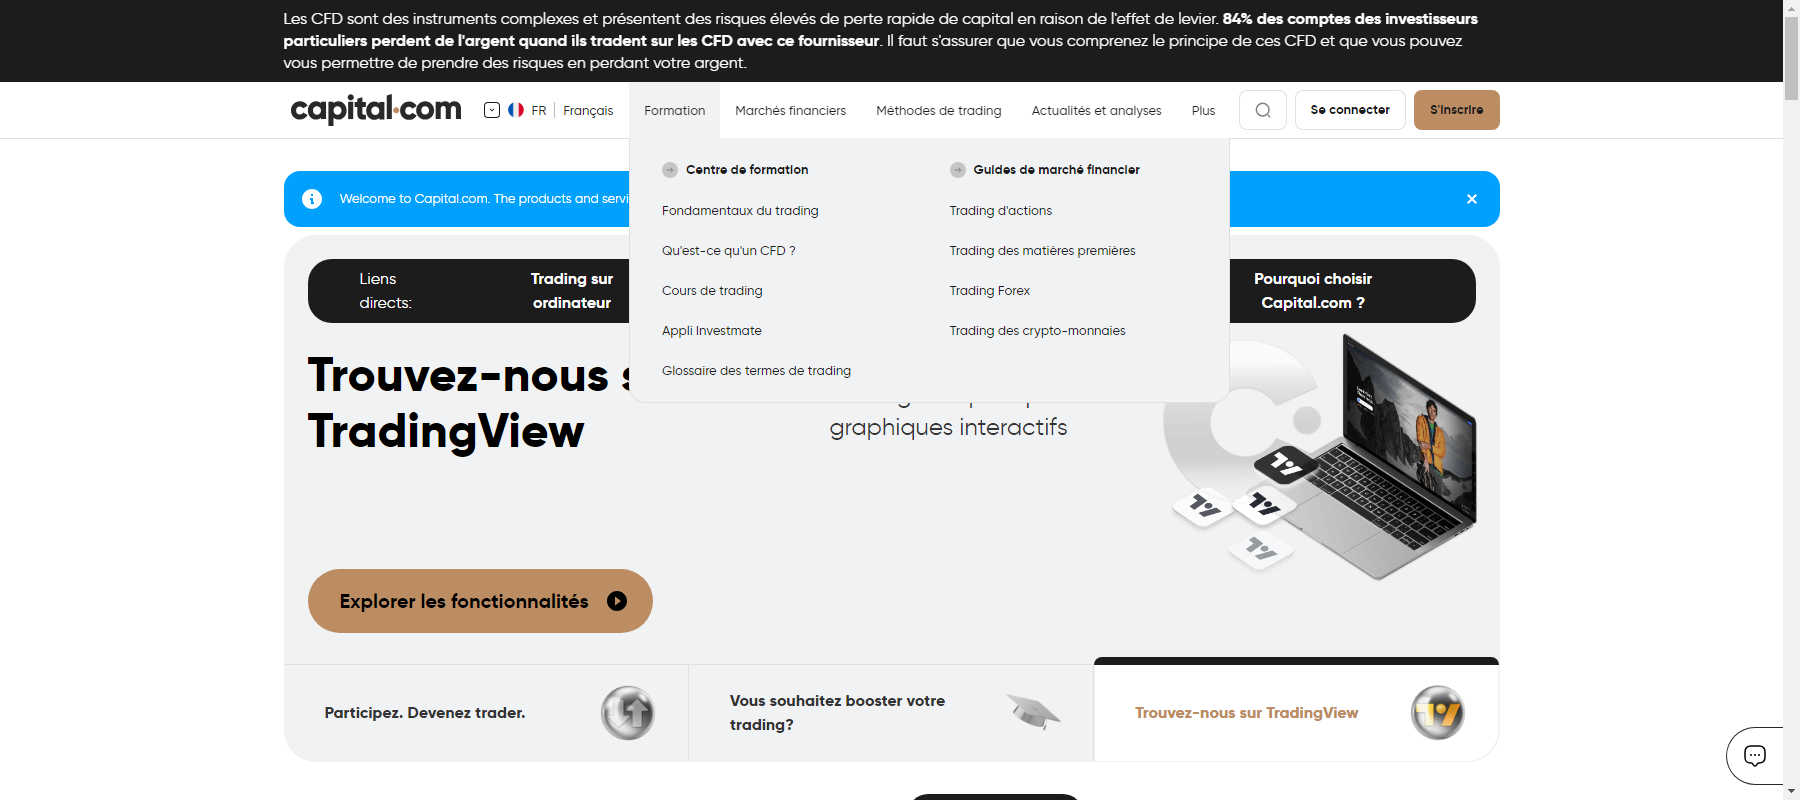 Les CFD sont des instruments complexes et présentent des risques élevés de perte rapide de capital en raison de l'effet de levier. 84% des comptes des investisseurs
particuliers perdent de l'argent quand ils tradent sur les CFD avec ce fournisseur. Il faut s'assurer que vous comprenez le principe de ces CFD et que vous pouvez
vous permettre de prendre des risques en perdant votre argent.
capital.com
FR | Français
Formation
Marchés financiers
Méthodes de trading
Actualités et analyses
Plus
Se connecter
S'inscrire
Centre de formation
Fondamentaux du trading
Qu'est-ce qu'un CFD ?
Cours de trading
Appli Investmate
Glossaire des termes de trading
Guides de marché financier
Trading d'actions
Trading des matières premières
Trading Forex
Trading des crypto-monnaies
Welcome to Capital.com. The products and servi
Liens
directs:
Trading sur
ordinateur
Pourquoi choisir
Capital.com ?
Trouvez-nous
TradingView
graphiques interactifs
Explorer les fonctionnalités
Participez. Devenez trader.
Vous souhaitez booster votre
trading?
Trouvez-nous sur TradingView